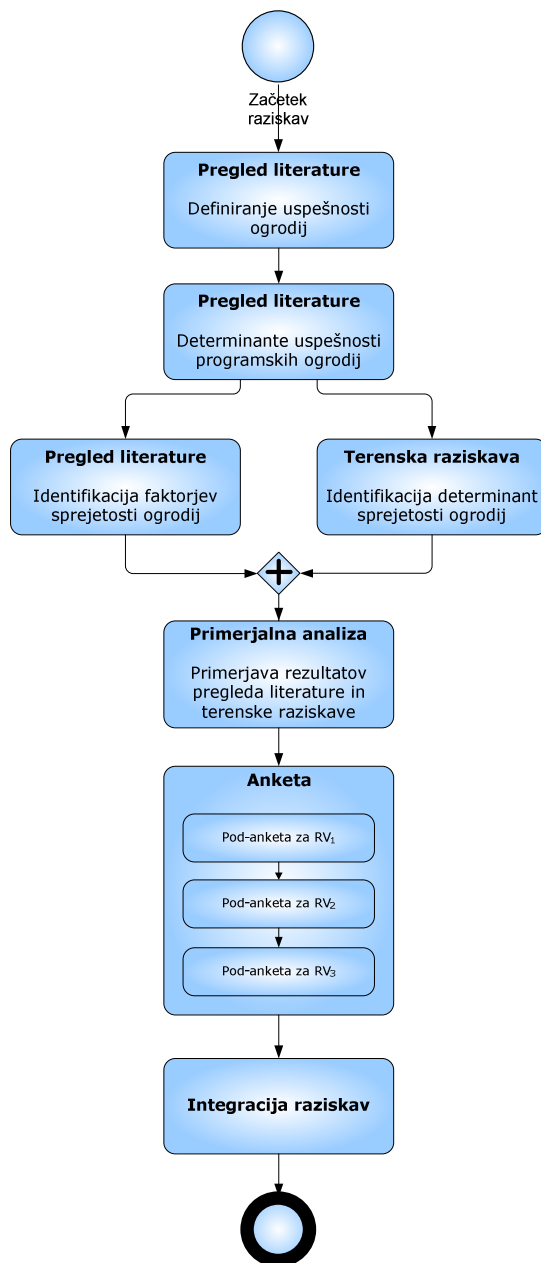 Začetek
raziskav
Pregled literature
Definiranje uspešnosti
ogrodij
Pregled literature
Determinante uspešnosti
programskih ogrodij
Pregled literature
Identifikacija faktorjev
sprejetosti ogrodij
Terenska raziskava
Identifikacija determinant
sprejetosti ogrodij
Primerjalna analiza
Primerjava rezultatov
pregleda literature in
terenske raziskave
Anketa
Pod-anketa za RV₁
Pod-anketa za RV₂
Pod-anketa za RV₃
Integracija raziskav